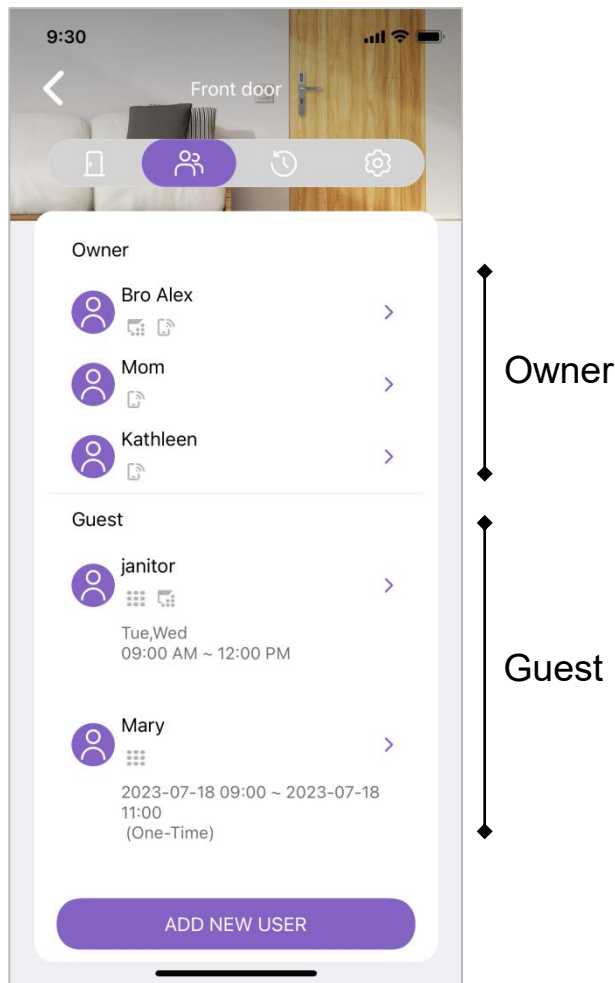 9:30
Front door
Owner
Bro Alex
Mom
Kathleen
Guest
janitor
Tue,Wed
09:00 AM ~ 12:00 PM
Mary
2023-07-18 09:00 ~ 2023-07-18
11:00
(One-Time)
ADD NEW USER
Owner
Guest